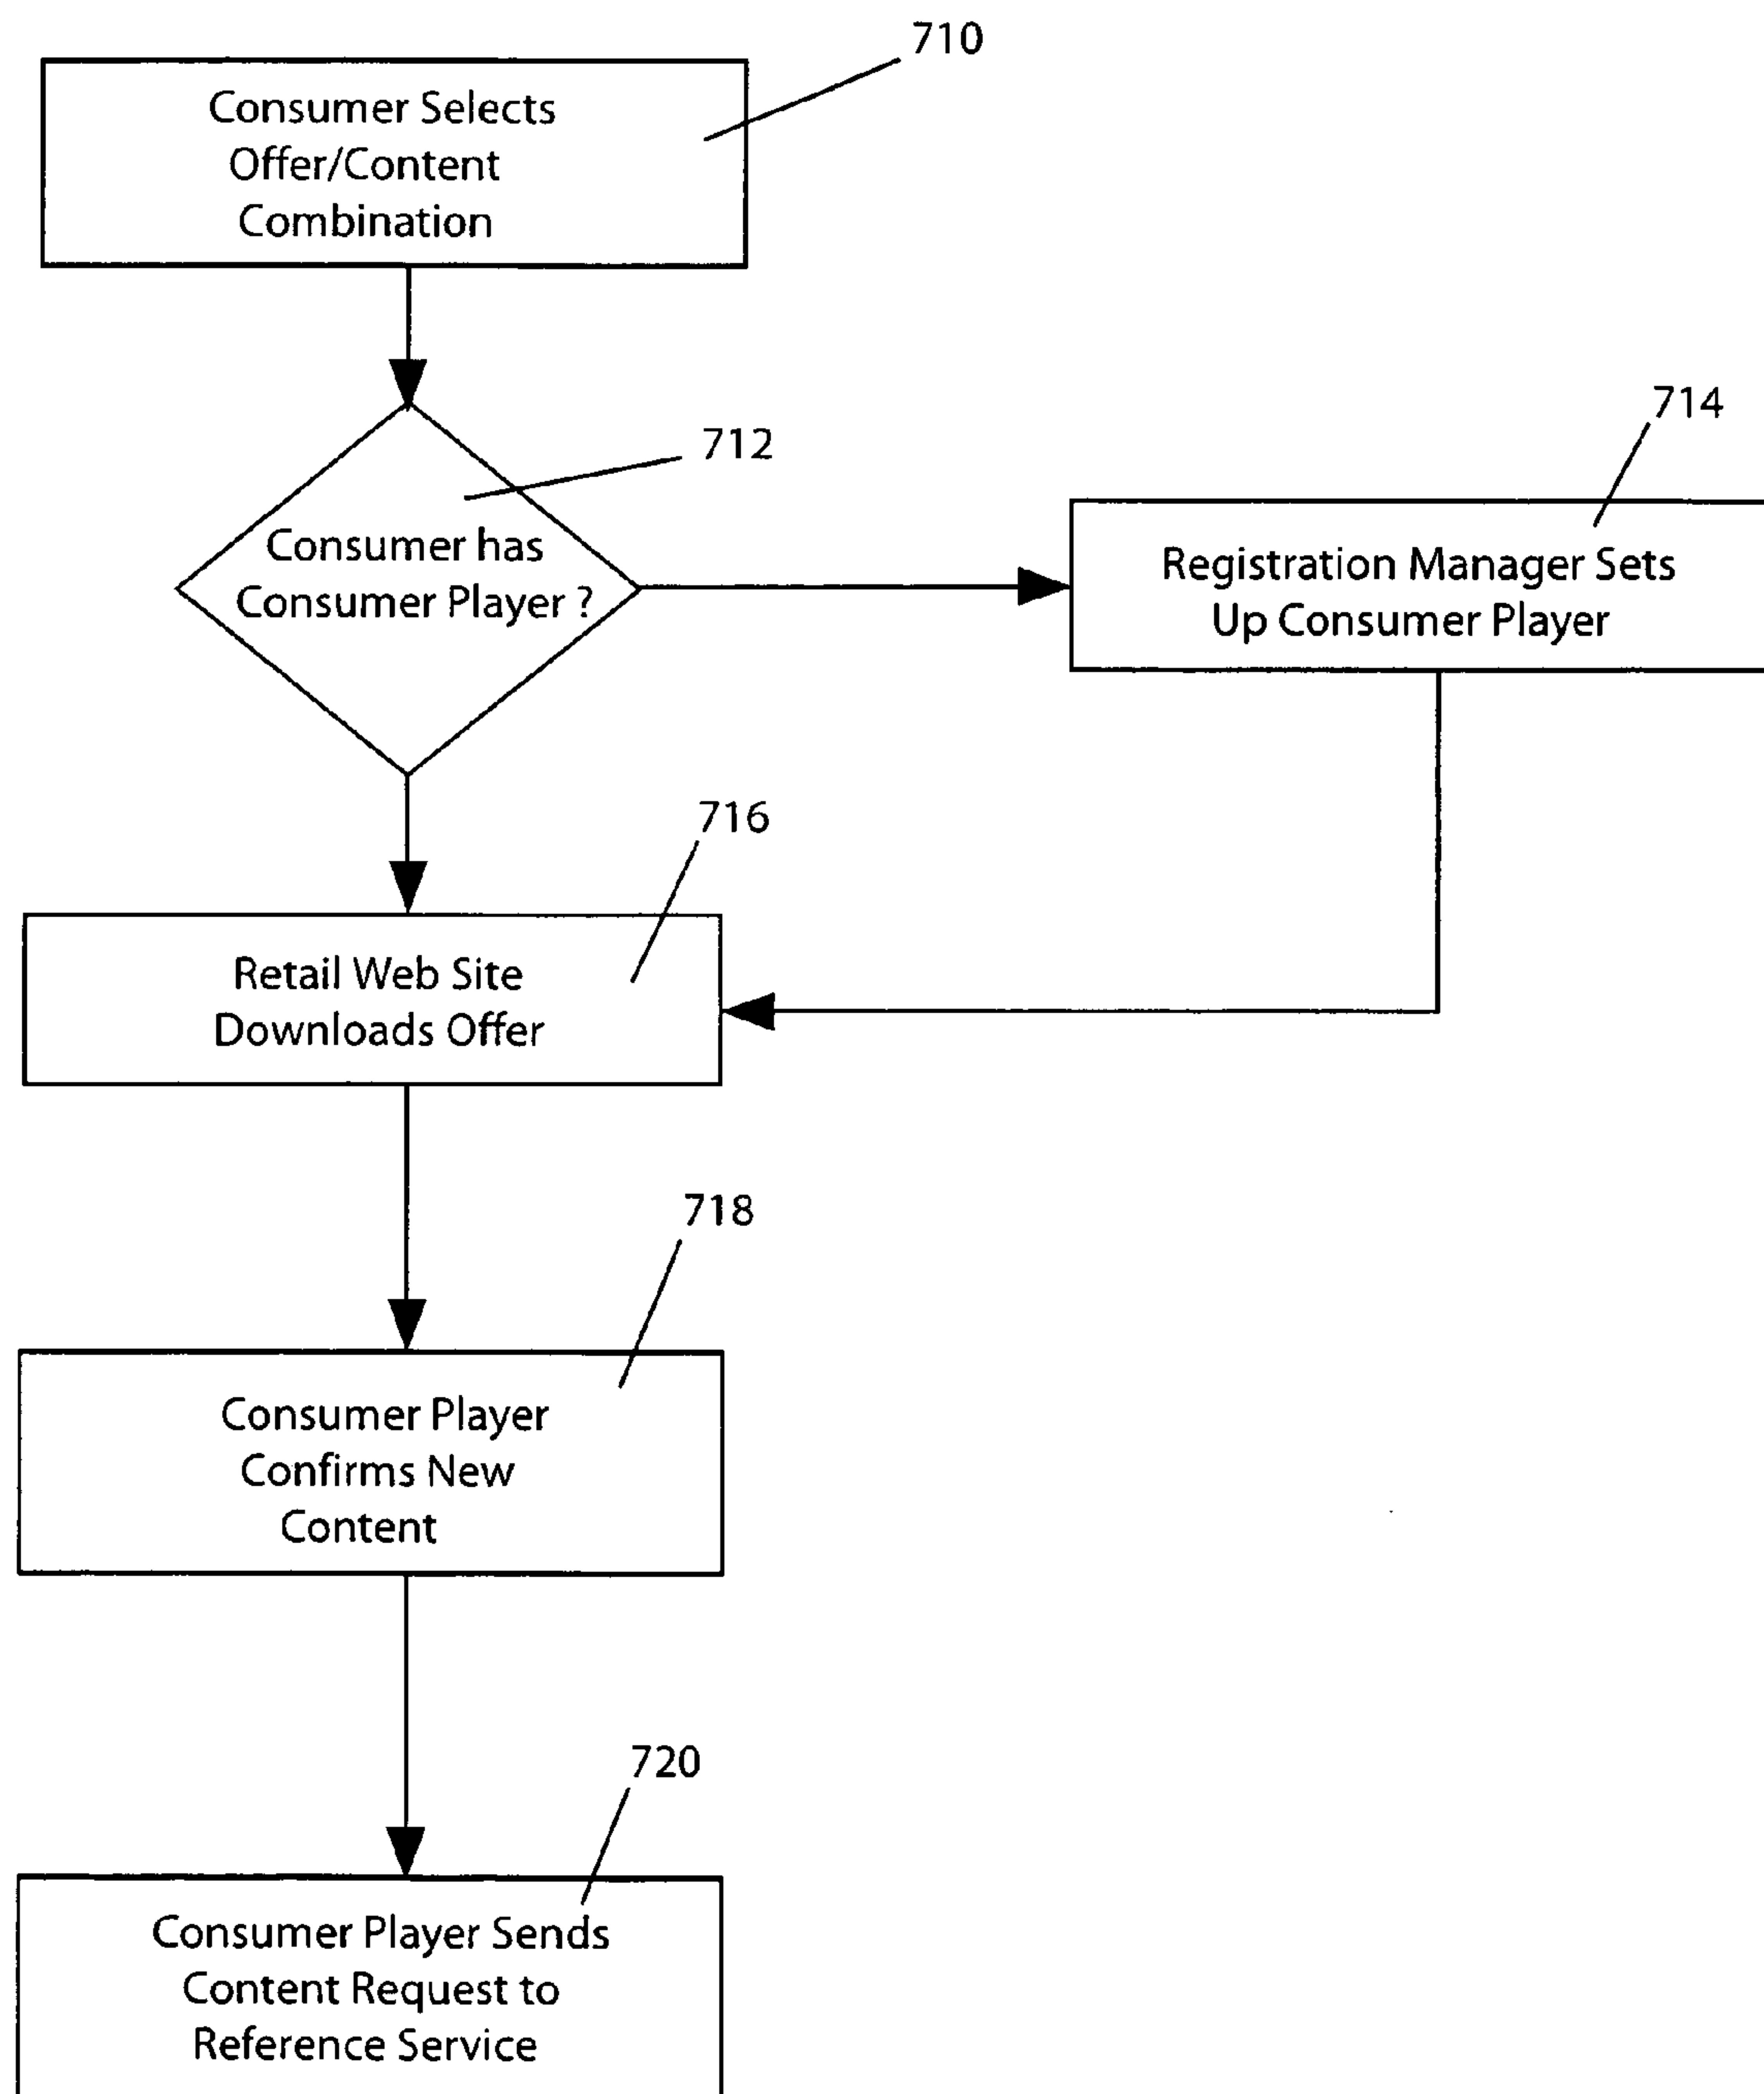 710
Consumer Selects
Offer/Content
Combination
712
Consumer has
Consumer Player ?
714
Registration Manager Sets
Up Consumer Player
716
Retail Web Site
Downloads Offer
718
Consumer Player
Confirms New
Content
720
Consumer Player Sends
Content Request to
Reference Service